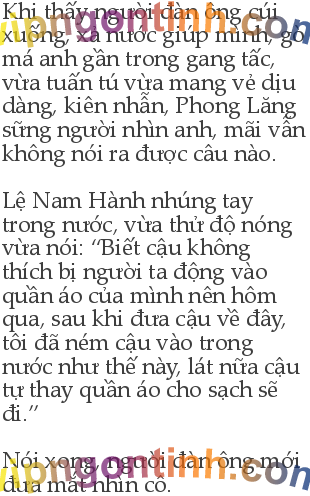 Khi thấy người đàn ông cúi
xuống, xả nước giúp mình, gò
má anh gần trong gang tấc,
vừa tuấn tú vừa mang vẻ dịu
dàng, kiên nhẫn, Phong Lăng
sững người nhìn anh, mãi vẫn
không nói ra được câu nào.
Lệ Nam Hành nhúng tay
trong nước, vừa thử độ nóng
vừa nói: “Biết cậu không
thích bị người ta động vào
quần áo của mình nên hôm
qua, sau khi đưa cậu về đây,
tôi đã ném cậu vào trong
nước như thế này, lát nữa cậu
tự thay quần áo cho sạch sẽ
đi.”
Nói xong, người đàn ông mới
đưa mắt nhìn cô.